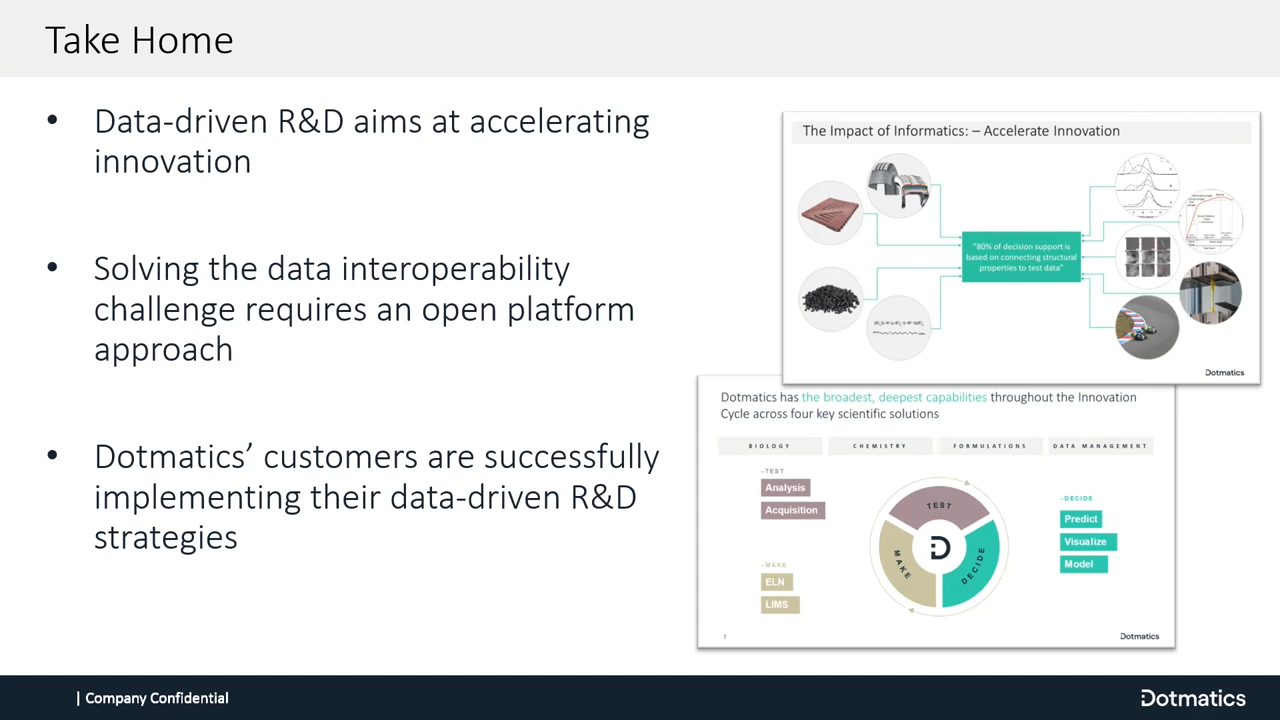 Take Home
• Data-driven R&D aims at accelerating
innovation
• Solving the data interoperability
challenge requires an open platform
approach
• Dotmatics’ customers are successfully
implementing their data-driven R&D
strategies
The Impact of Informatics: – Accelerate Innovation
“80% of decision support is
based on connecting structural
properties to test data”
Dotmatics
Dotmatics has the broadest, deepest capabilities throughout the Innovation
Cycle across four key scientific solutions
BIOLOGY
CHEMISTRY
FORMULATIONS
DATA MANAGEMENT
-TEST
Analysis
Acquisition
-MAKE
ELN
LIMS
TEST
MAKE
DECIDE
D
-DECIDE
Predict
Visualize
Model
7
Dotmatics
| Company Confidential
Dotmatics